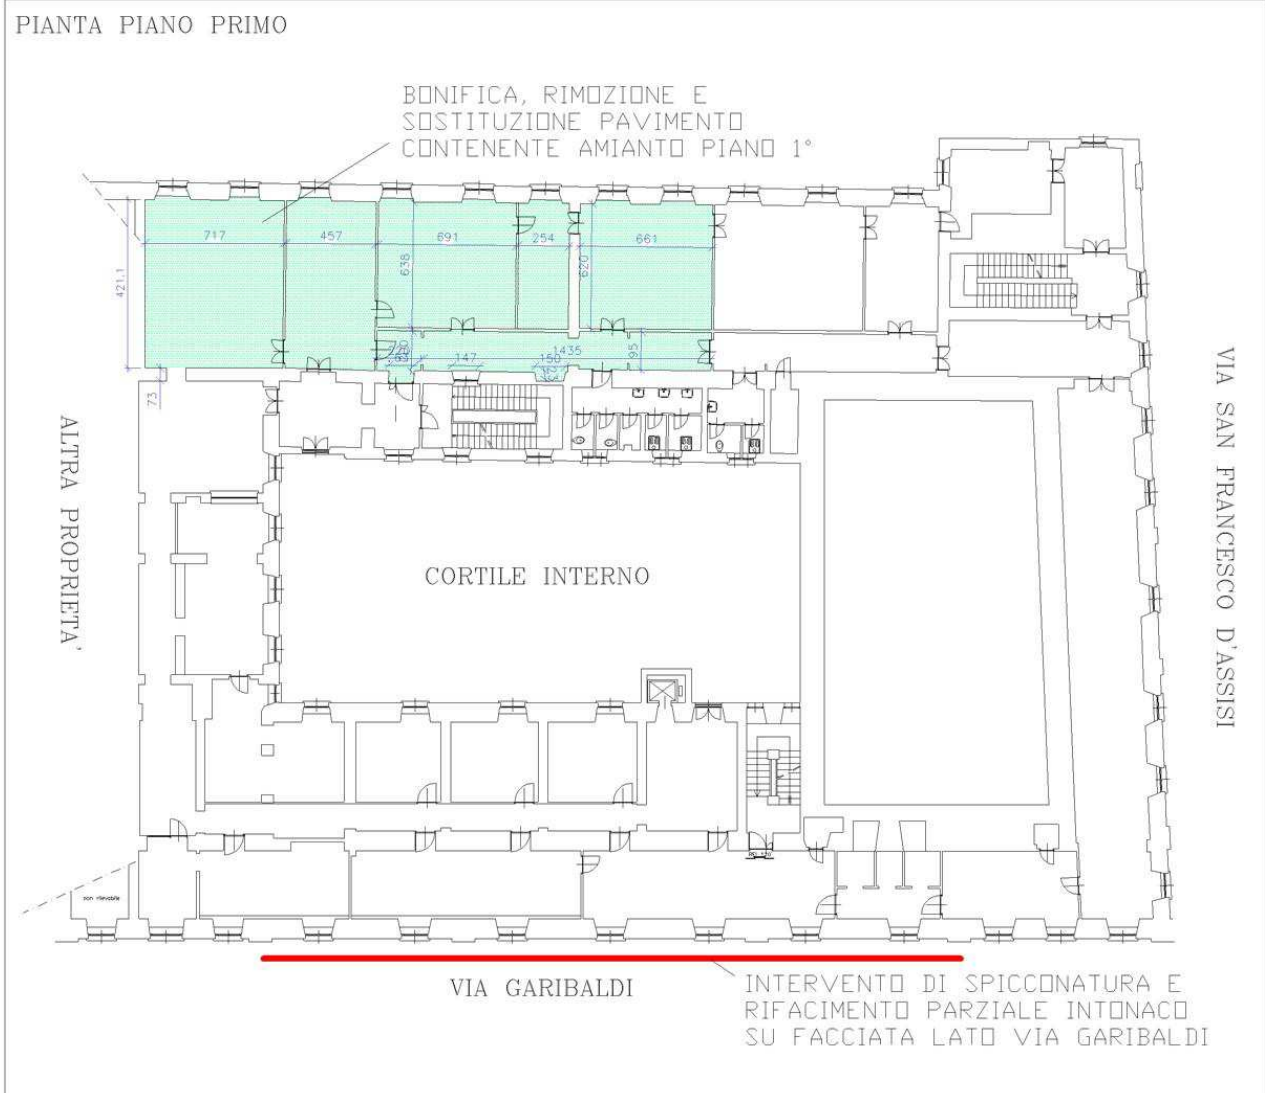 PIANTA PIANO PRIMO
BONIFICA, RIMOZIONE E
SOSTITUZIONE PAVIMENTO
CONTENENTE AMIANTO PIANO 1°
717
457
691
254
661
638
620
421.1
147
150
1435
95
73
ALTRA PROPRIETA'
VIA SAN FRANCESCO D'ASSISI
CORTILE INTERNO
non rilevabile
VIA GARIBALDI
INTERVENTO DI SPICCONATURA E
RIFACIMENTO PARZIALE INTONACO
SU FACCIATA LATO VIA GARIBALDI